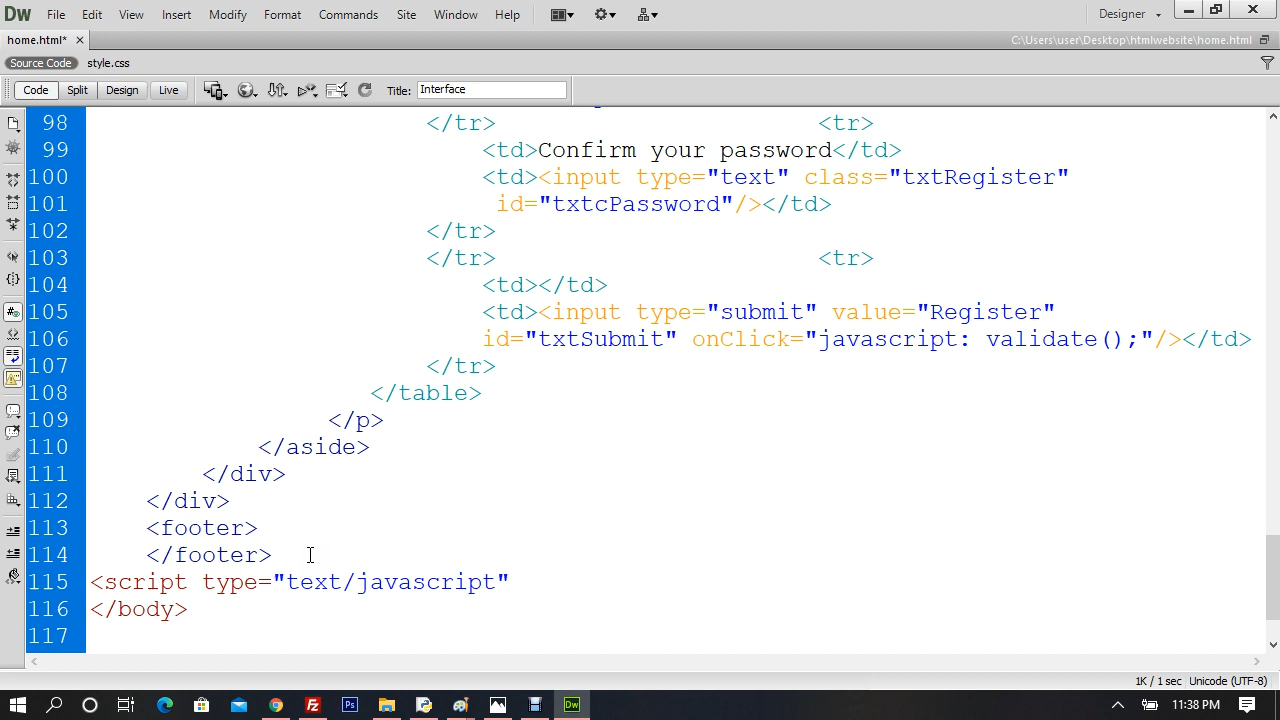 Dw File Edit View Insert Modify Format Commands Site Window Help Designer
home.html* C:\Users\user\Desktop\htmlwebsite\home.html
Source Code style.css
Code Split Design Live Title: Interface
98 </tr> <tr>
99 <td>Confirm your password</td>
100 <td><input type="text" class="txtRegister"
101 id="txtcPassword"/></td>
102 </tr>
103 </tr> <tr>
104 <td></td>
105 <td><input type="submit" value="Register"
106 id="txtSubmit" onClick="javascript: validate();"/></td>
107 </tr>
108 </table>
109 </p>
110 </aside>
111 </div>
112 </div>
113 <footer>
114 </footer>
115 <script type="text/javascript"
116 </body>
117
1K / 1 sec Unicode (UTF-8)
Ps Dw 11:38 PM